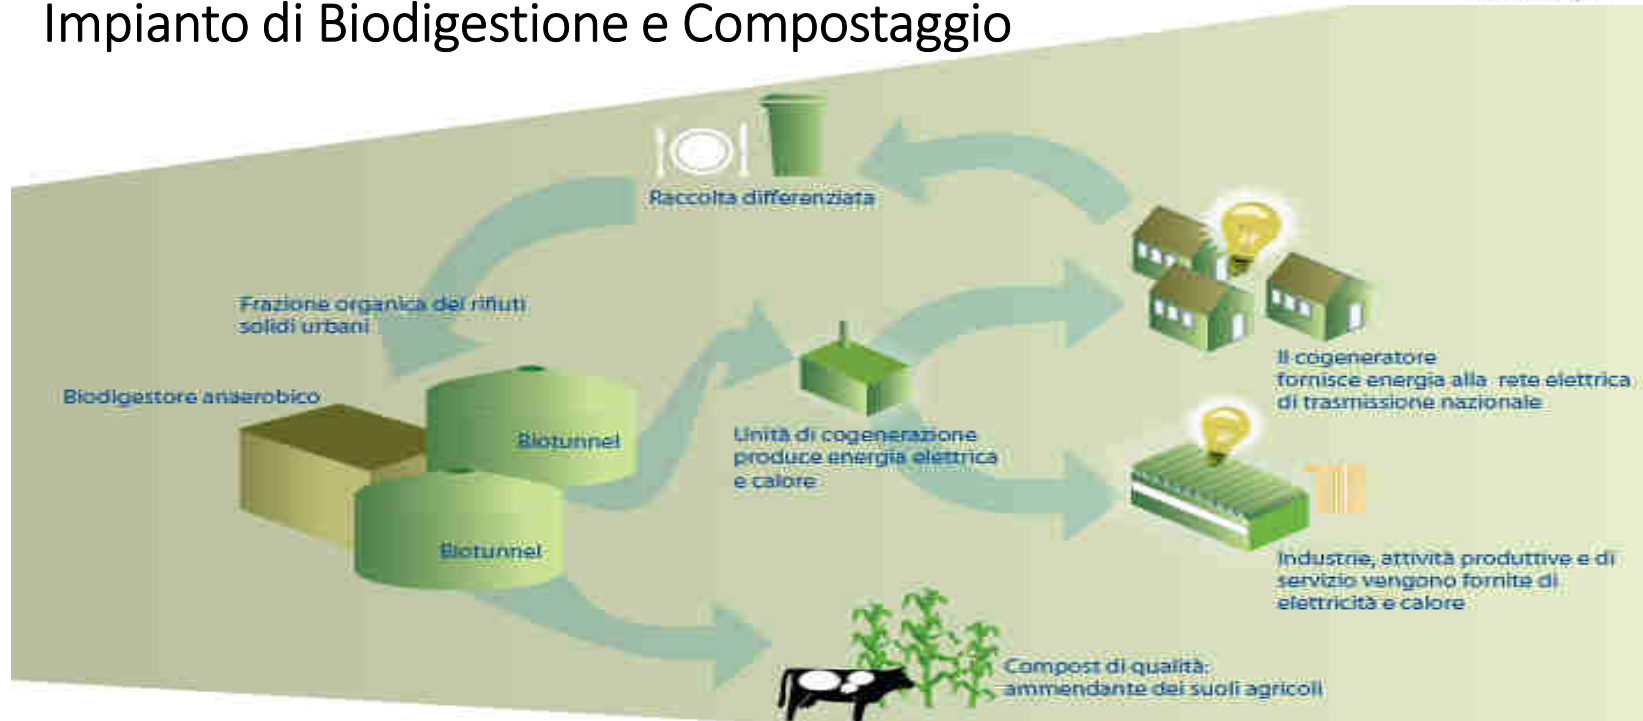 Impianto di Biodigestione e Compostaggio
Raccolta differenziata
Frazione organica dei rifiuti
solidi urbani
Biodigestore anaerobico
Biotunnel
Biotunnel
Unità di cogenerazione
produce energia elettrica
e calore
Il cogeneratore
fornisce energia alla rete elettrica
di trasmissione nazionale
Industrie, attività produttive e di
servizio vengono fornite di
elettricità e calore
Compost di qualità:
ammendante dei suoli agricoli